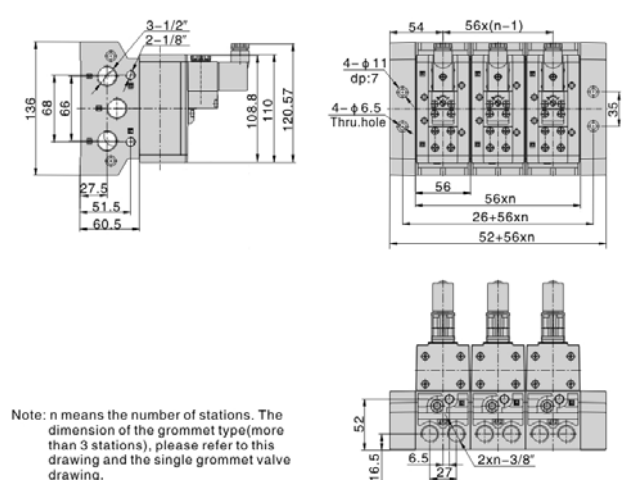 3-1/2"
2-1/8"
136
68
66
27.5
51.5
60.5
108.8
110
120.57
54
56x(n-1)
4-ϕ11
dp:7
4-ϕ6.5
Thru.hole
35
56
56xn
26+56xn
52+56xn
52
16.5
6.5
27
2xn-3/8"
Note: n means the number of stations. The
dimension of the grommet type(more
than 3 stations), please refer to this
drawing and the single grommet valve
drawing.